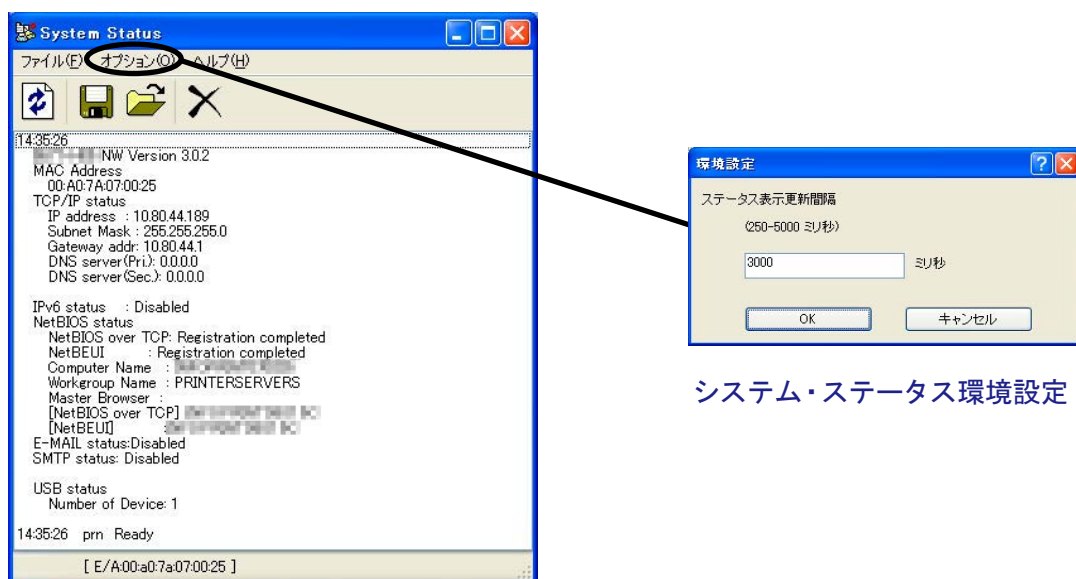 System Status
ファイル(F) オプション(O) ヘルプ(H)
14:35:26
NW Version 3.0.2
MAC Address
00:A0:7A:07:00:25
TCP/IP status
IP address : 10.80.44.189
Subnet Mask : 255.255.255.0
Gateway addr: 10.80.44.1
DNS server(Pri.): 0.0.0.0
DNS server(Sec.): 0.0.0.0
IPv6 status : Disabled
NetBIOS status
NetBIOS over TCP: Registration completed
NetBEUI : Registration completed
Computer Name :
Workgroup Name : PRINTERSERVERS
Master Browser :
[NetBIOS over TCP]
[NetBEUI]
E-MAIL status:Disabled
SMTP status: Disabled
USB status
Number of Device: 1
14:35:26 prn Ready
[ E/A:00:a0:7a:07:00:25 ]
環境設定
ステータス表示更新間隔
(250-5000 ミリ秒)
3000 ミリ秒
OK キャンセル
システム・ステータス環境設定